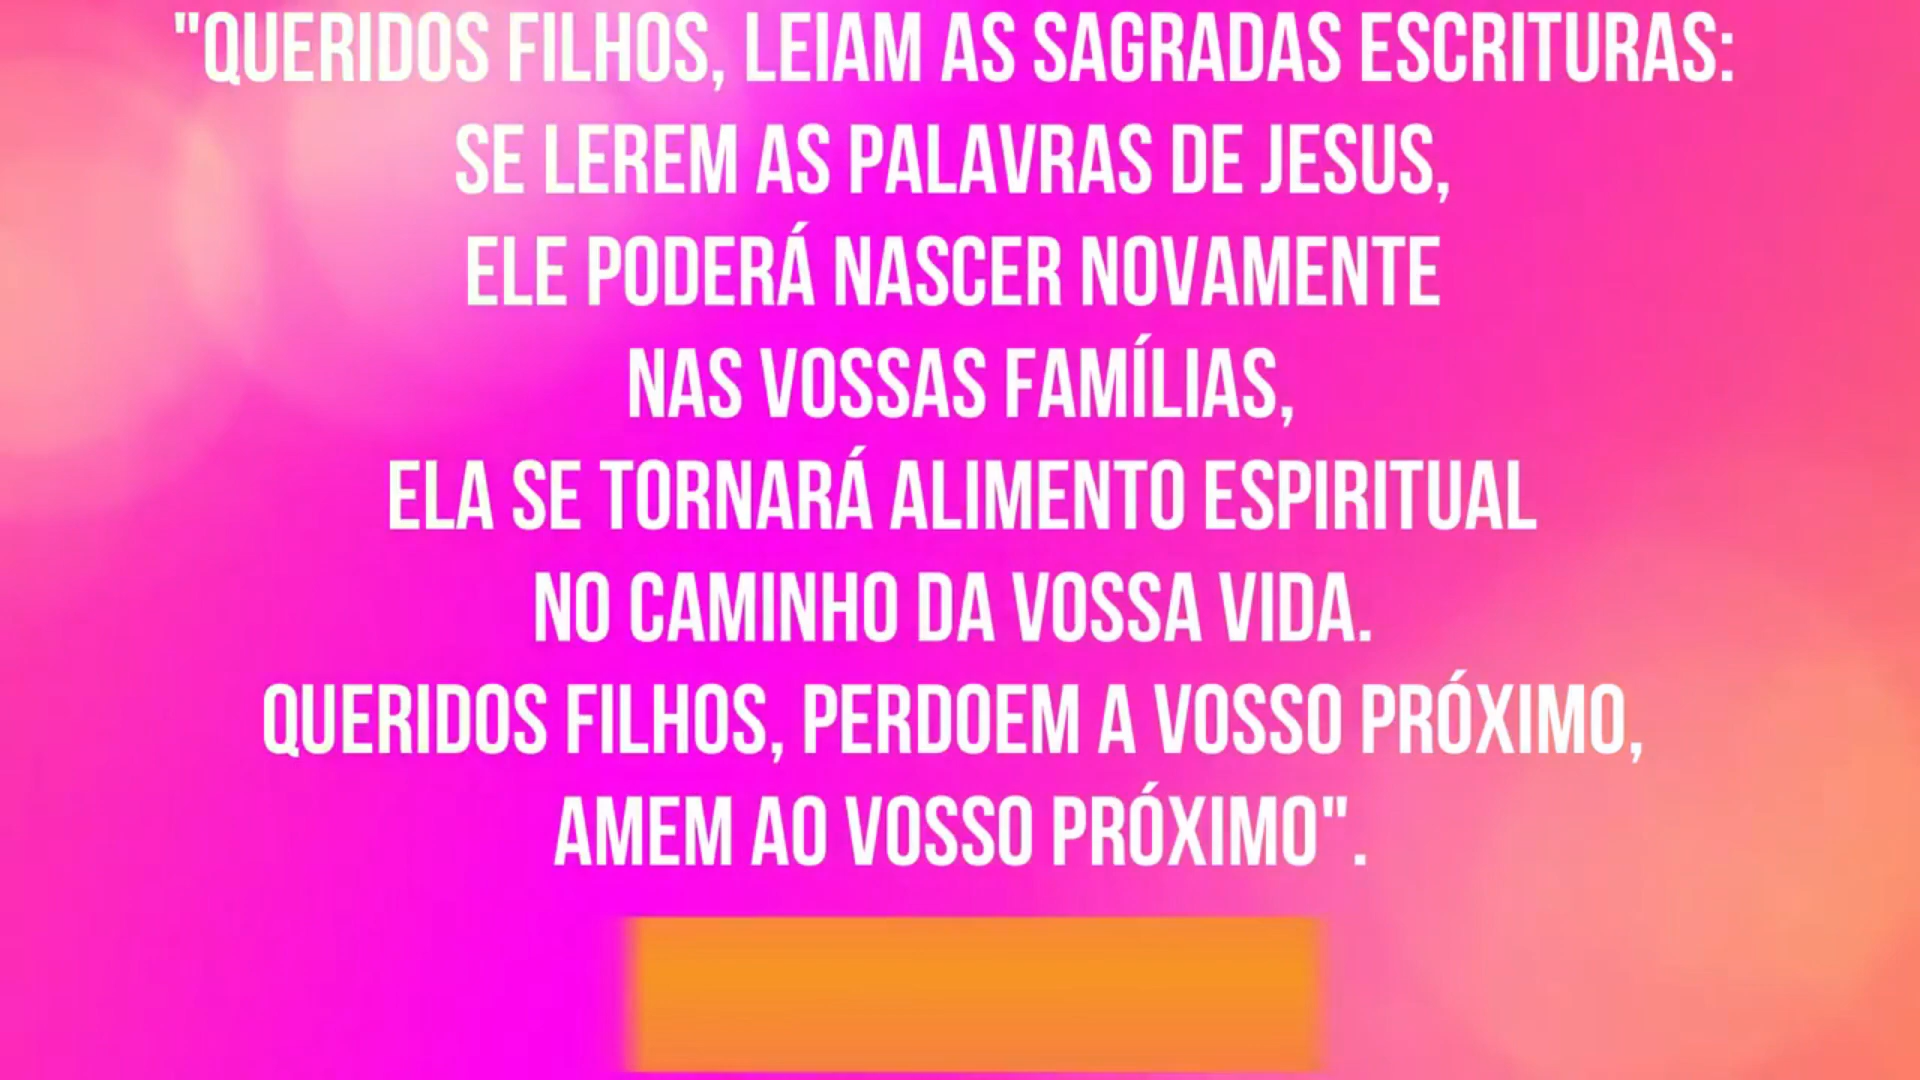 "QUERIDOS FILHOS, LEIAM AS SAGRADAS ESCRITURAS:
SE LEREM AS PALAVRAS DE JESUS,
ELE PODERÁ NASCER NOVAMENTE
NAS VOSSAS FAMÍLIAS,
ELA SE TORNARÁ ALIMENTO ESPIRITUAL
NO CAMINHO DA VOSSA VIDA.
QUERIDOS FILHOS, PERDOEM A VOSSO PRÓXIMO,
AMEM AO VOSSO PRÓXIMO".